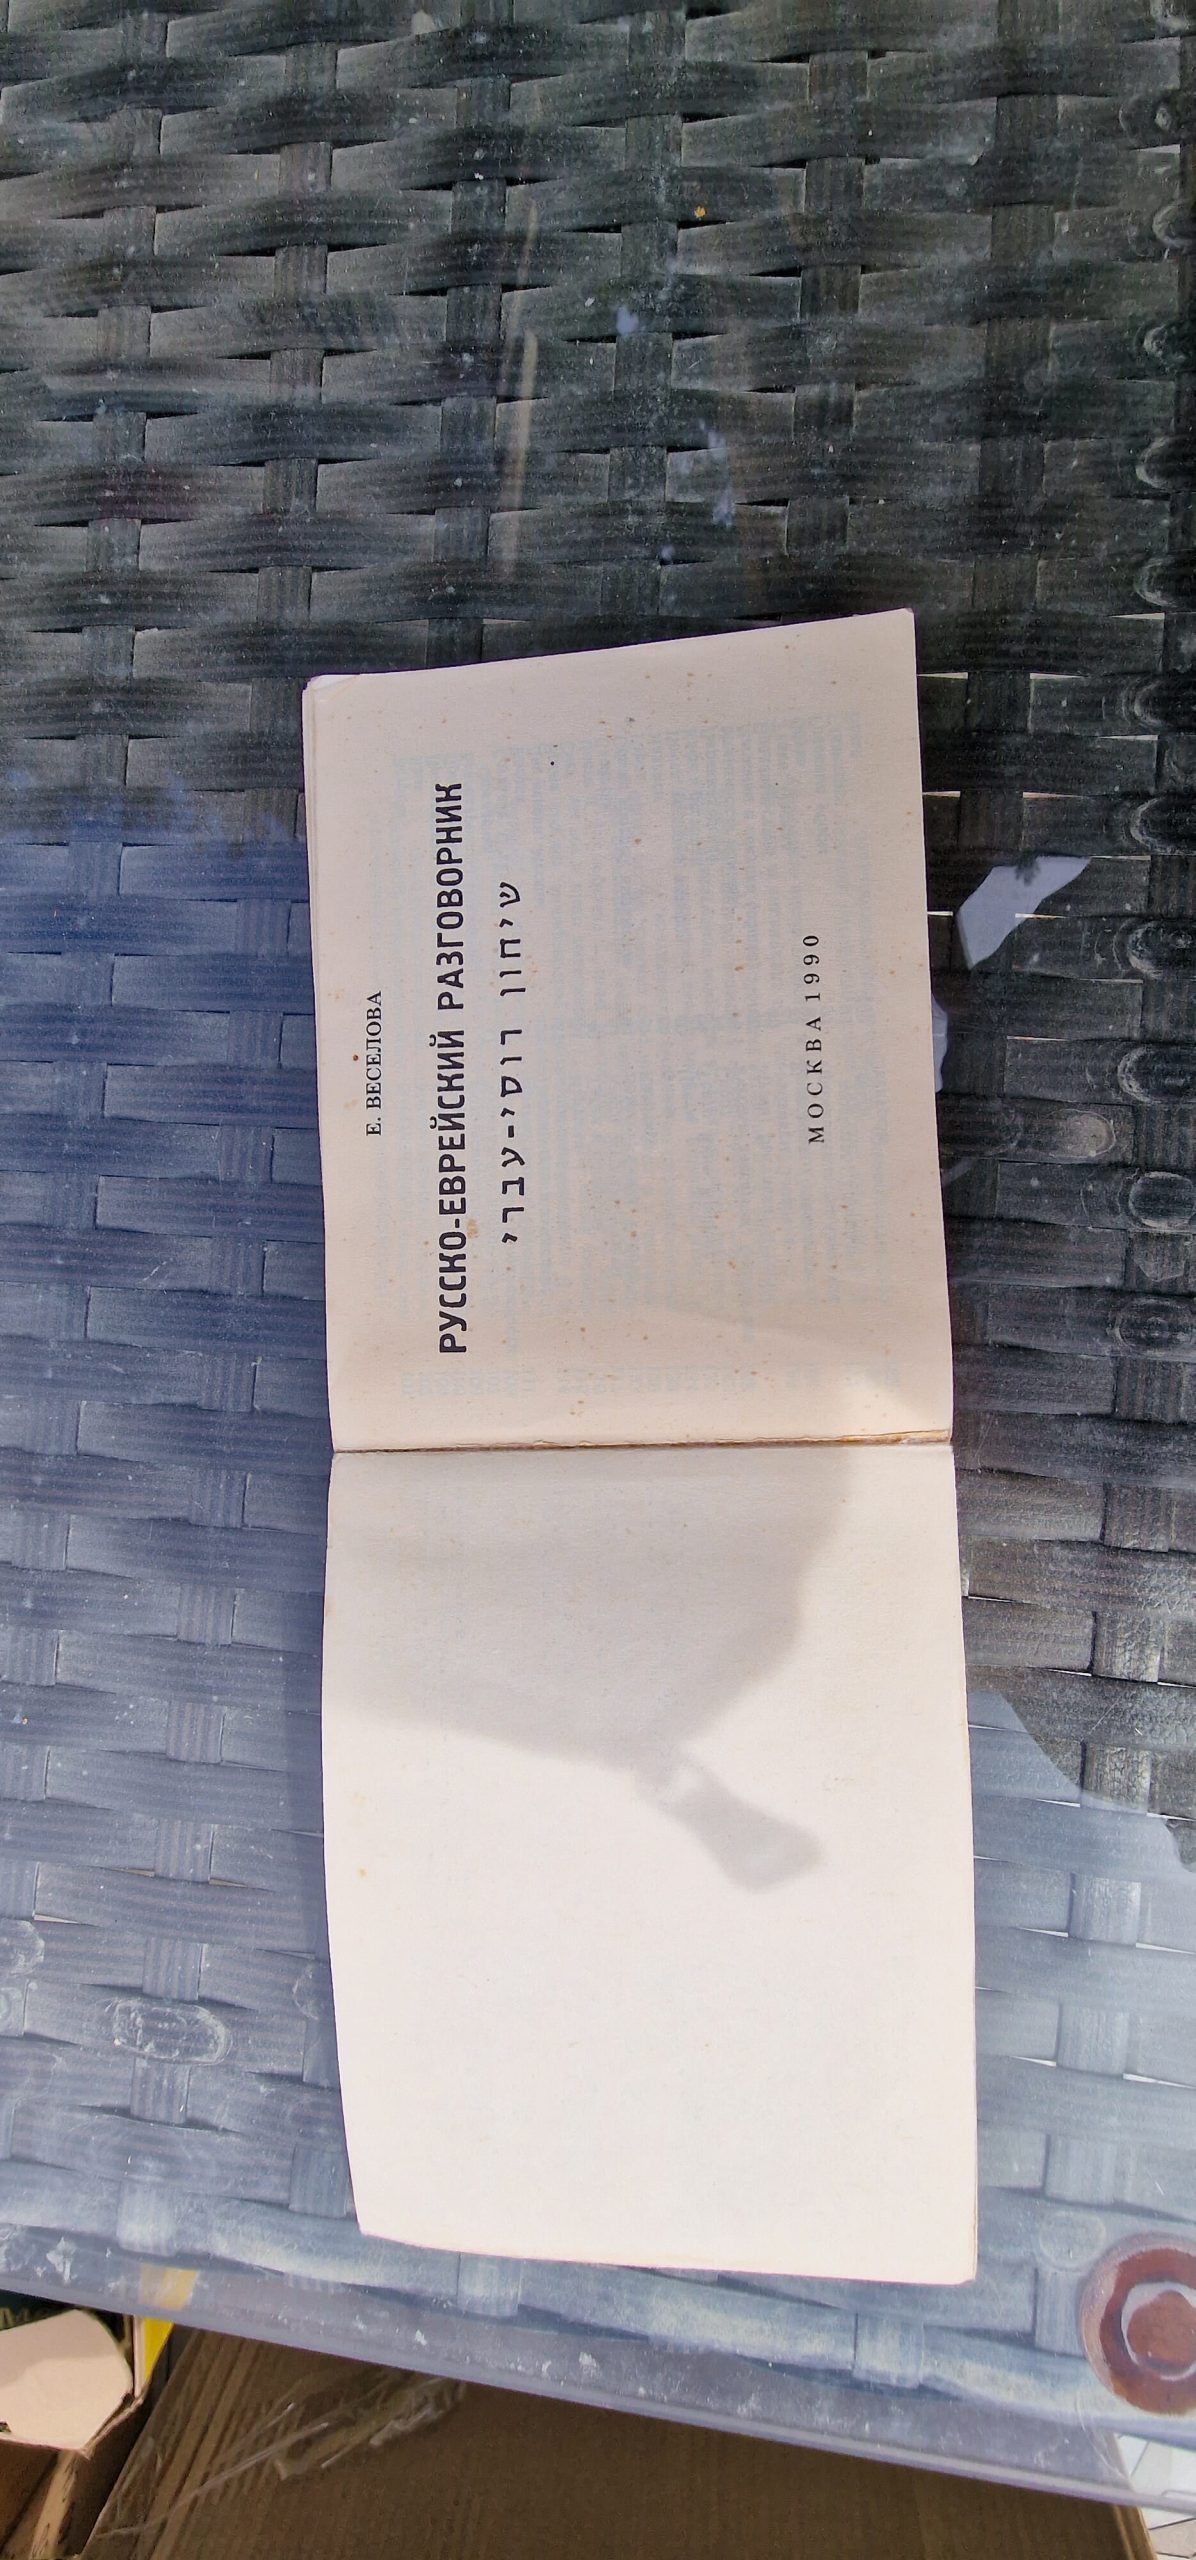 Е. ВЕСЕЛОВА
РУССКО-ЕВРЕЙСКИЙ РАЗГОВОРНИК
שיחון רוסי-עברי
МОСКВА 1990